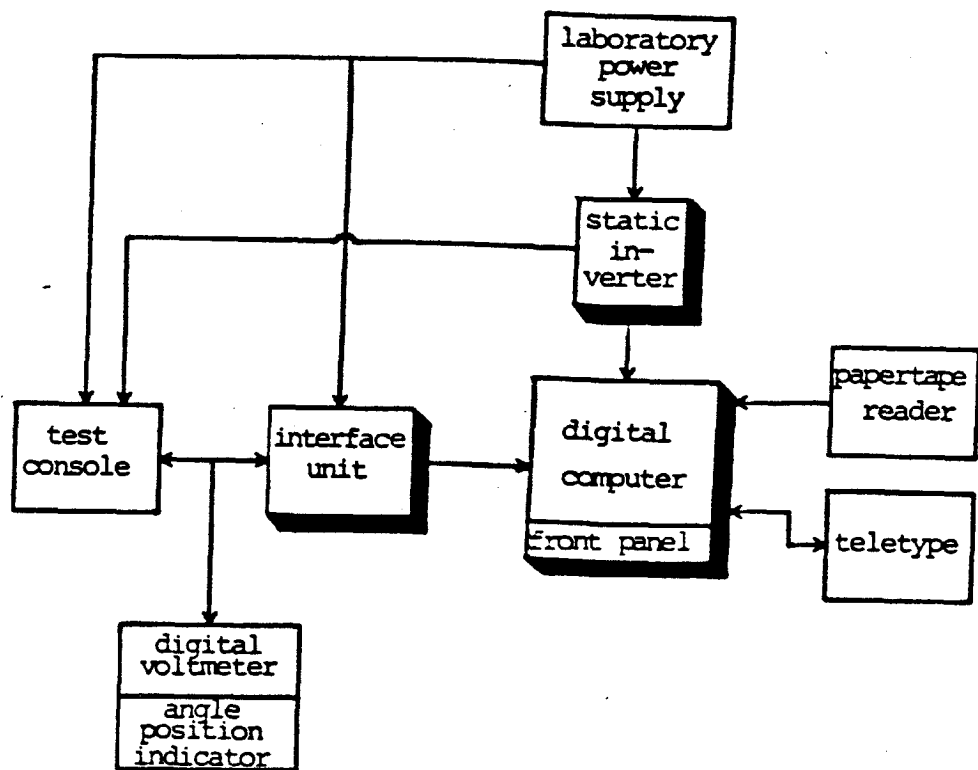 laboratory
power
supply
static
in-
verter
papertape
reader
test
console
interface
unit
digital
computer
front panel
teletype
digital
voltmeter
angle
position
indicator